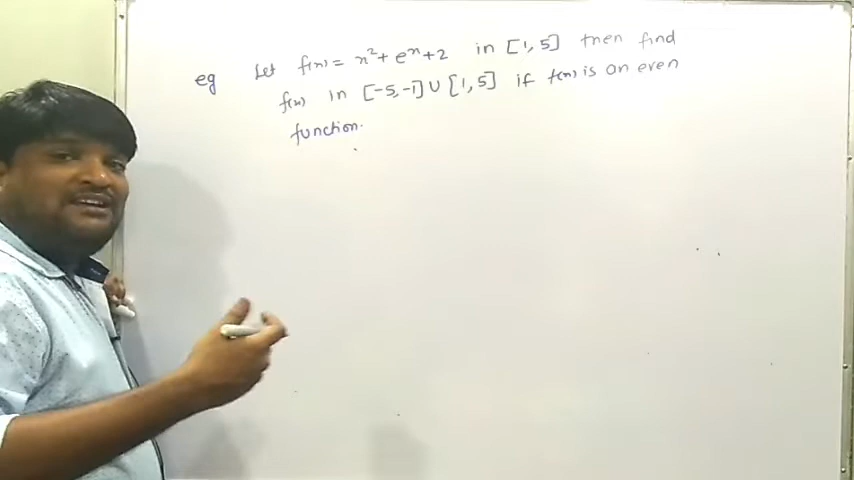 eg Let f(x) = x² + eˣ + 2 in [1, 5] then find
f(x) in [-5, -1] ∪ [1, 5] if f(x) is an even
function.